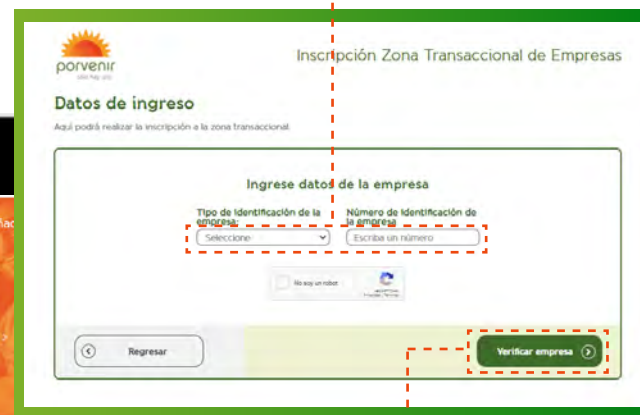 porvenir
Inscripción Zona Transaccional de Empresas
Datos de ingreso
Aquí podrá realizar la inscripción a la zona transaccional.
Ingrese datos de la empresa
Tipo de identificación de la empresa:
Número de identificación de la empresa
Seleccione
Escriba un número
No soy un robot
Regresar
Verificar empresa